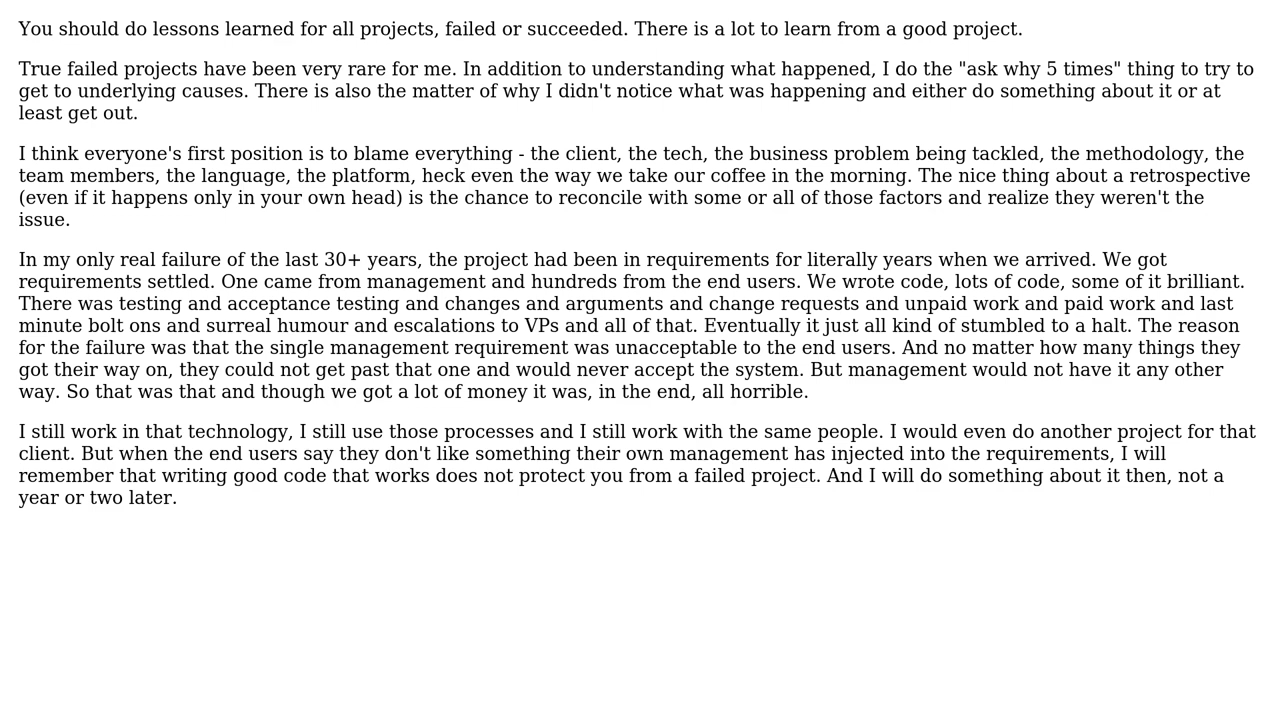 You should do lessons learned for all projects, failed or succeeded. There is a lot to learn from a good project.
True failed projects have been very rare for me. In addition to understanding what happened, I do the "ask why 5 times" thing to try to
get to underlying causes. There is also the matter of why I didn't notice what was happening and either do something about it or at
least get out.
I think everyone's first position is to blame everything - the client, the tech, the business problem being tackled, the methodology, the
team members, the language, the platform, heck even the way we take our coffee in the morning. The nice thing about a retrospective
(even if it happens only in your own head) is the chance to reconcile with some or all of those factors and realize they weren't the
issue.
In my only real failure of the last 30+ years, the project had been in requirements for literally years when we arrived. We got
requirements settled. One came from management and hundreds from the end users. We wrote code, lots of code, some of it brilliant.
There was testing and acceptance testing and changes and arguments and change requests and unpaid work and paid work and last
minute bolt ons and surreal humour and escalations to VPs and all of that. Eventually it just all kind of stumbled to a halt. The reason
for the failure was that the single management requirement was unacceptable to the end users. And no matter how many things they
got their way on, they could not get past that one and would never accept the system. But management would not have it any other
way. So that was that and though we got a lot of money it was, in the end, all horrible.
I still work in that technology, I still use those processes and I still work with the same people. I would even do another project for that
client. But when the end users say they don't like something their own management has injected into the requirements, I will
remember that writing good code that works does not protect you from a failed project. And I will do something about it then, not a
year or two later.